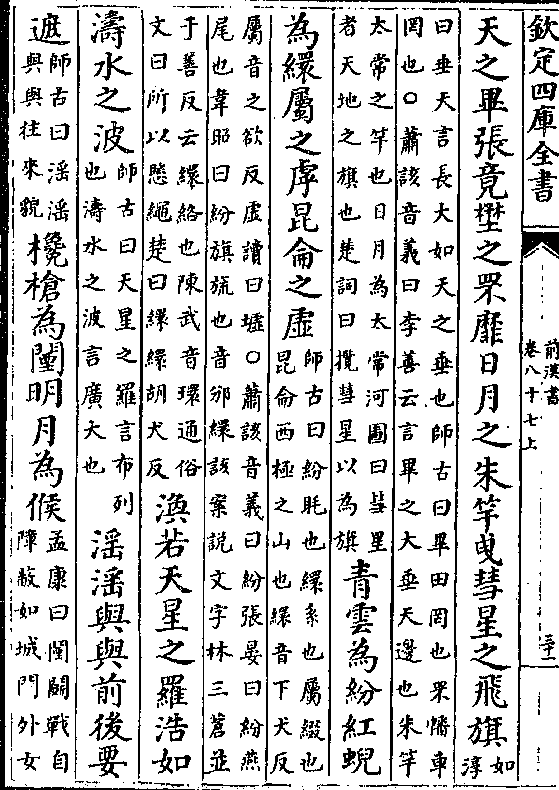 欽定四庫全書
前漢書
卷八十七上
天之畢張竟壄之罘靡日月之朱竿曳彗星之飛旗如淳
曰垂天言長大如天之垂也師古曰畢田罔也罘幡車
罔也〇蕭該音義曰李善云言畢之大垂天邊也朱竿
太常之竿也日月為太常河圖曰彗星
者天地之旗也楚詞曰攬彗星以為旗
青雲為紛紅蜺
為繯屬之虖昆侖之虛
師古曰紛眊也繯系也屬綴也
昆侖西極之山也繯音下犬反
屬音之欲反虛讀曰墟〇蕭該音義曰紛張晏曰紛燕
尾也韋昭曰紛旗旒也音邠繯該案說文字林三蒼並
于善反云繯絡也陳武音環通俗
文曰所以懸繩楚曰繯繯胡犬反
渙若天星之羅浩如
濤水之波
師古曰天星之羅言布列
也濤水之波言廣大也
淫淫與與前後要
遮
師古曰淫淫
與與往來貌
欃槍為闉明月為候
孟康曰闉鬭戰自
障蔽如城門外女